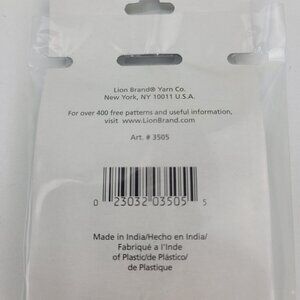 Lion Brand® Yarn Co.
New York, NY 10011 U.S.A.
For over 400 free patterns and useful information,
visit www.LionBrand.com
Art. # 3505
0 23032 03505 5
Made in India/Hecho en India/
Fabriqué a l'Inde
of Plastic/de Plástico/
de Plastique